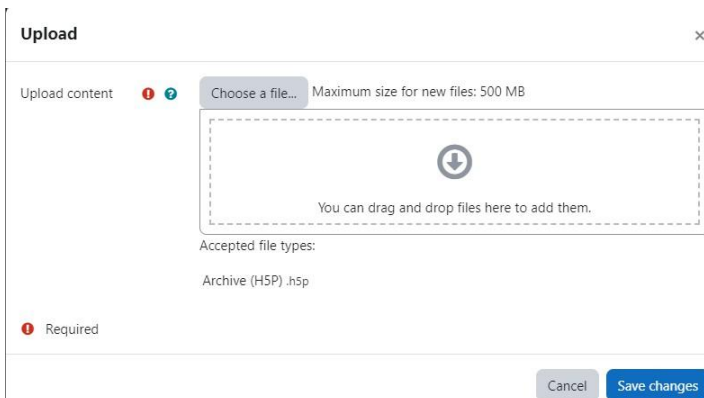 Upload
Upload content
Choose a file... Maximum size for new files: 500 MB
You can drag and drop files here to add them.
Accepted file types:
Archive (H5P) .h5p
Required
Cancel Save changes